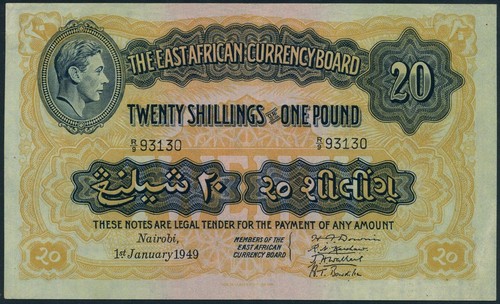 THE EAST AFRICAN CURRENCY BOARD
20
TWENTY SHILLINGS OR ONE POUND
R/9 93130 R/9 93130
شيلنغ ٢٠ ૨૦ શીલીંગ
THESE NOTES ARE LEGAL TENDER FOR THE PAYMENT OF ANY AMOUNT
Nairobi,
1st January 1949
MEMBERS OF THE
EAST AFRICAN
CURRENCY BOARD
૨૦ ૨૦